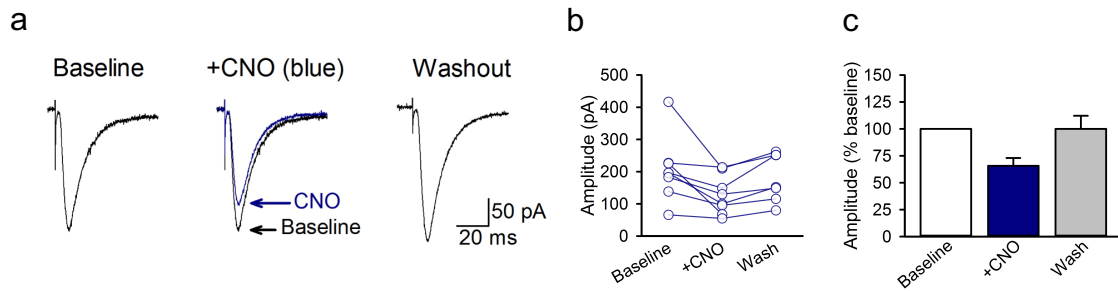 a
Baseline
+CNO (blue)
Washout
CNO
Baseline
50 pA
20 ms
b
Amplitude (pA)
500
400
300
200
100
0
Baseline
+CNO
Wash
c
Amplitude (% baseline)
150
125
100
75
50
25
0
Baseline
+CNO
Wash